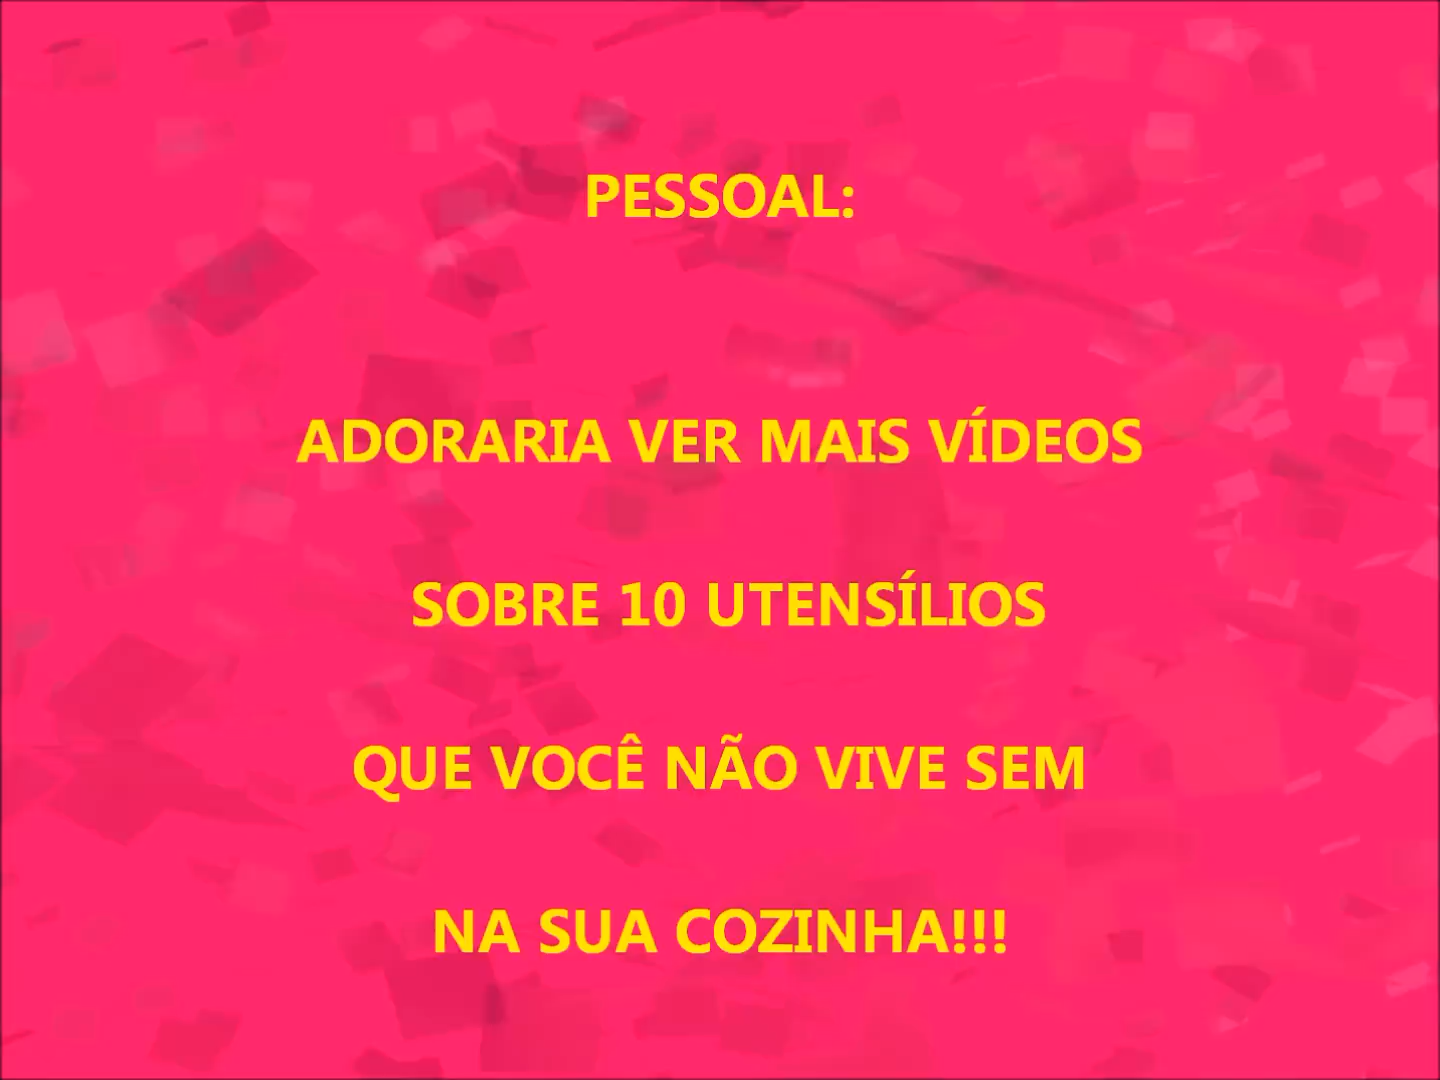 PESSOAL:
ADORARIA VER MAIS VÍDEOS
SOBRE 10 UTENSÍLIOS
QUE VOCÊ NÃO VIVE SEM
NA SUA COZINHA!!!